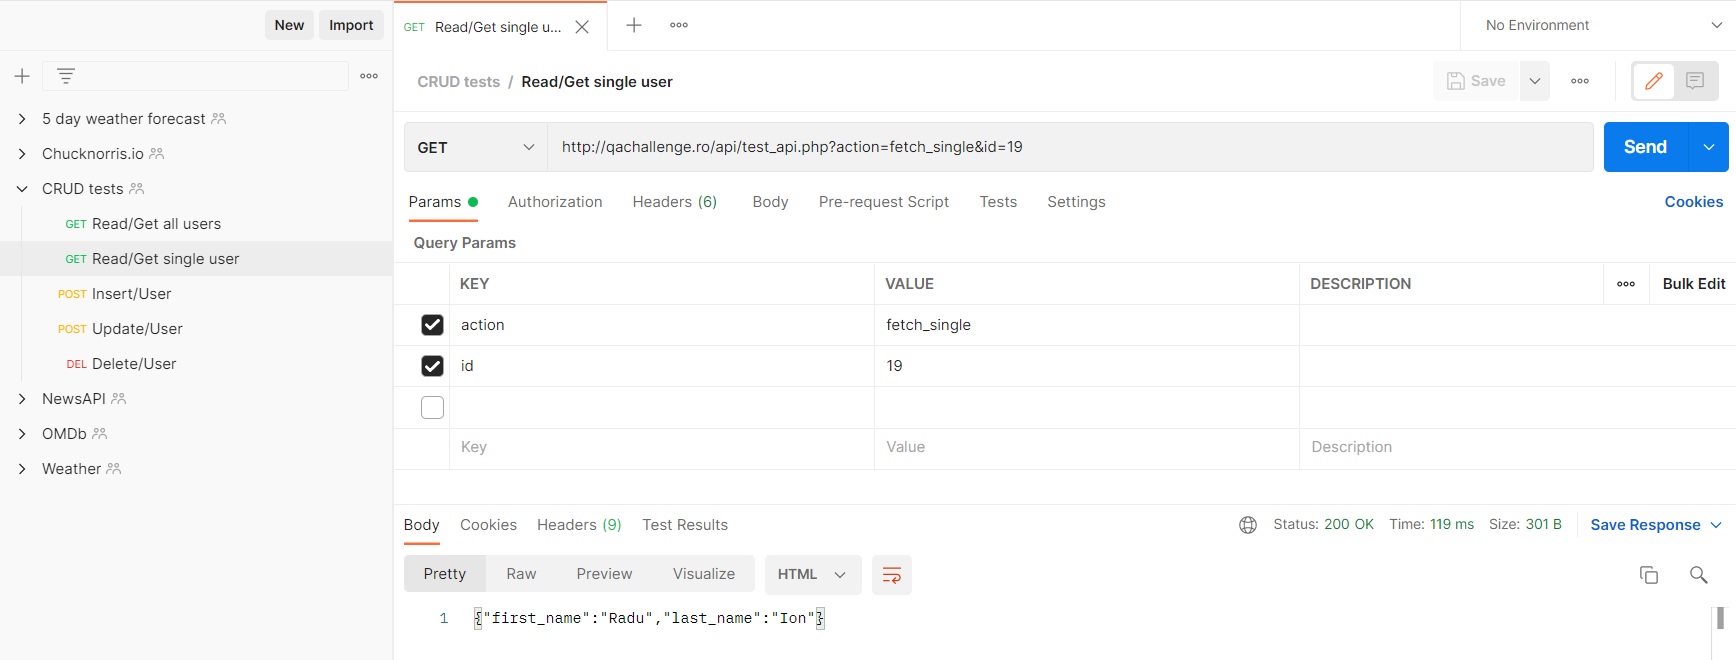 New Import
5 day weather forecast
Chucknorris.io
CRUD tests
GET Read/Get all users
GET Read/Get single user
POST Insert/User
POST Update/User
DEL Delete/User
NewsAPI
OMDb
Weather
GET Read/Get single u...
No Environment
CRUD tests / Read/Get single user
Save
GET http://qachallenge.ro/api/test_api.php?action=fetch_single&id=19
Send
Params Authorization Headers (6) Body Pre-request Script Tests Settings Cookies
Query Params
KEY VALUE DESCRIPTION Bulk Edit
action fetch_single
id 19
Key Value Description
Body Cookies Headers (9) Test Results Status: 200 OK Time: 119 ms Size: 301 B Save Response
Pretty Raw Preview Visualize HTML
1 {"first_name":"Radu","last_name":"Ion"}